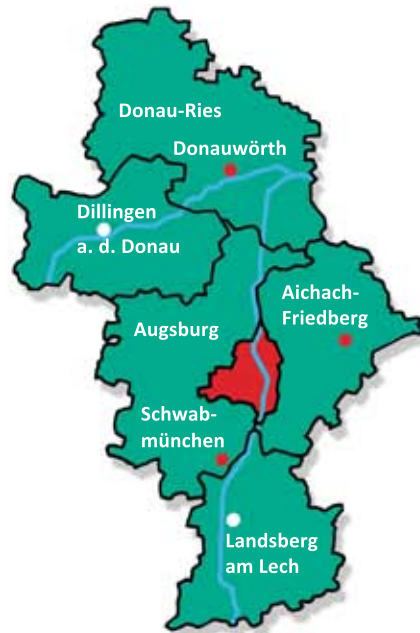 Donau-Ries
Donauwörth
Dillingen
a. d. Donau
Aichach-
Friedberg
Augsburg
Schwab-
münchen
Landsberg
am Lech